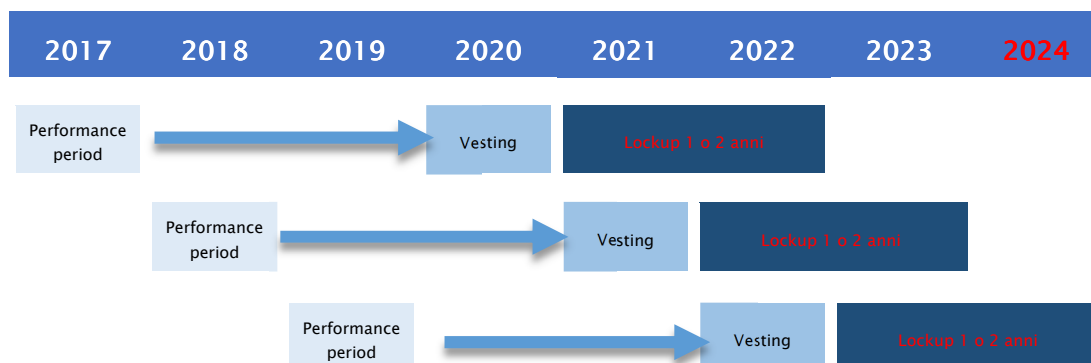 2017 2018 2019 2020 2021 2022 2023 2024
Performance
period
Vesting
Lockup 1 o 2 anni
Performance
period
Vesting
Lockup 1 o 2 anni
Performance
period
Vesting
Lockup 1 o 2 anni